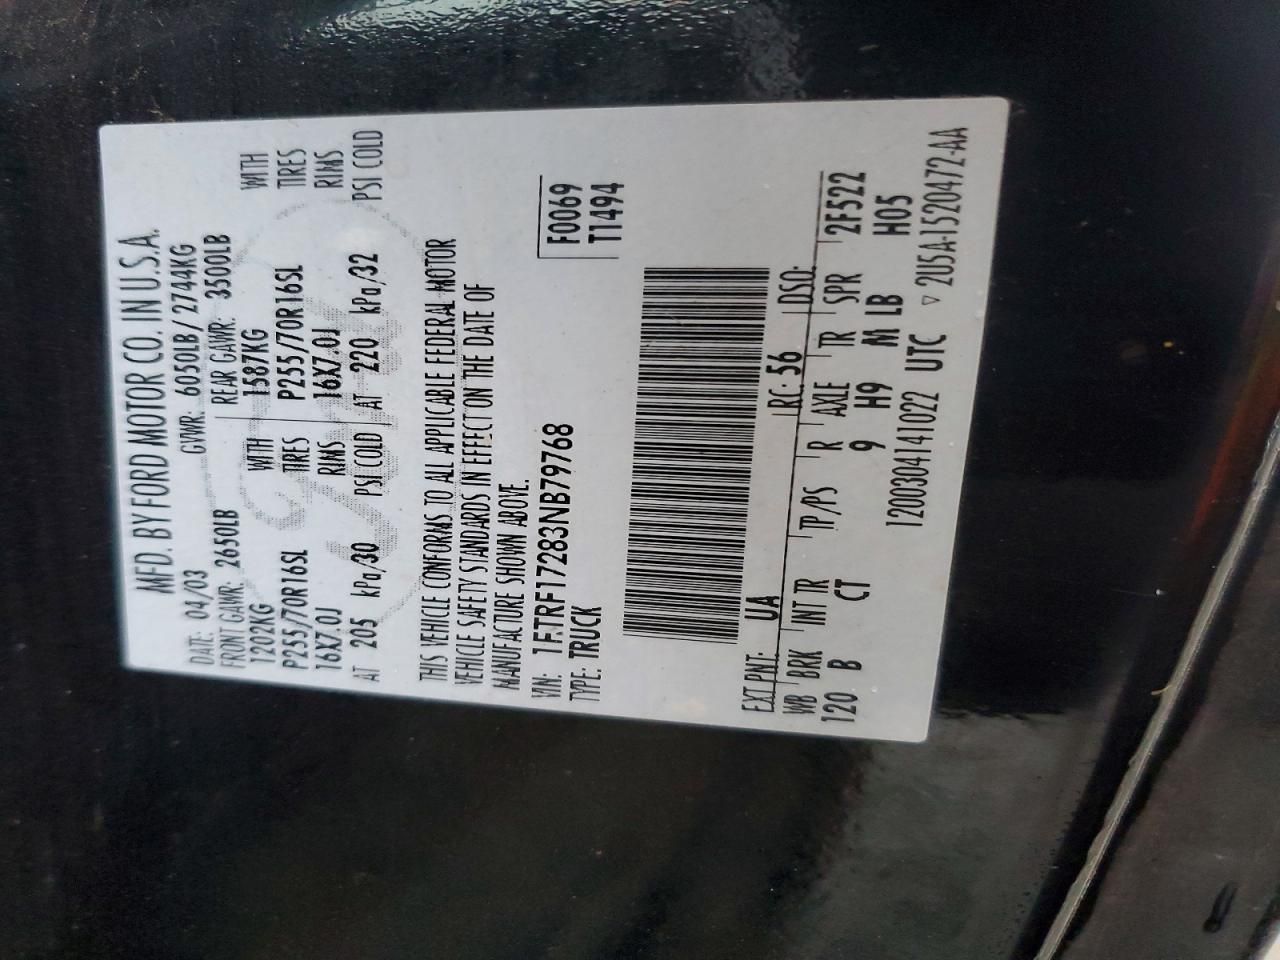 MFD. BY FORD MOTOR CO. IN U.S.A.
DATE: 04/03 GVWR: 6050LB / 2744KG
FRONT GAWR: 2650LB REAR GAWR: 3500LB
1202KG WITH 1587KG WITH
P255/70R16SL TIRES P255/70R16SL TIRES
16X7.0J RIMS 16X7.0J RIMS
AT 205 kPa/30 PSI COLD AT 220 kPa/32 PSI COLD
THIS VEHICLE CONFORMS TO ALL APPLICABLE FEDERAL MOTOR
VEHICLE SAFETY STANDARDS IN EFFECT ON THE DATE OF
MANUFACTURE SHOWN ABOVE.
VIN: 1FTRF17283NB79768 F0069
TYPE: TRUCK T1494
EXT PNT: UA RC: 56 DSO:
WB BRK INT TR TP/PS R AXLE TR SPR 2F522
120 B CT 9 H9 M LB H05
1200304141022 UTC ▽ 2U5A-1520472-AA